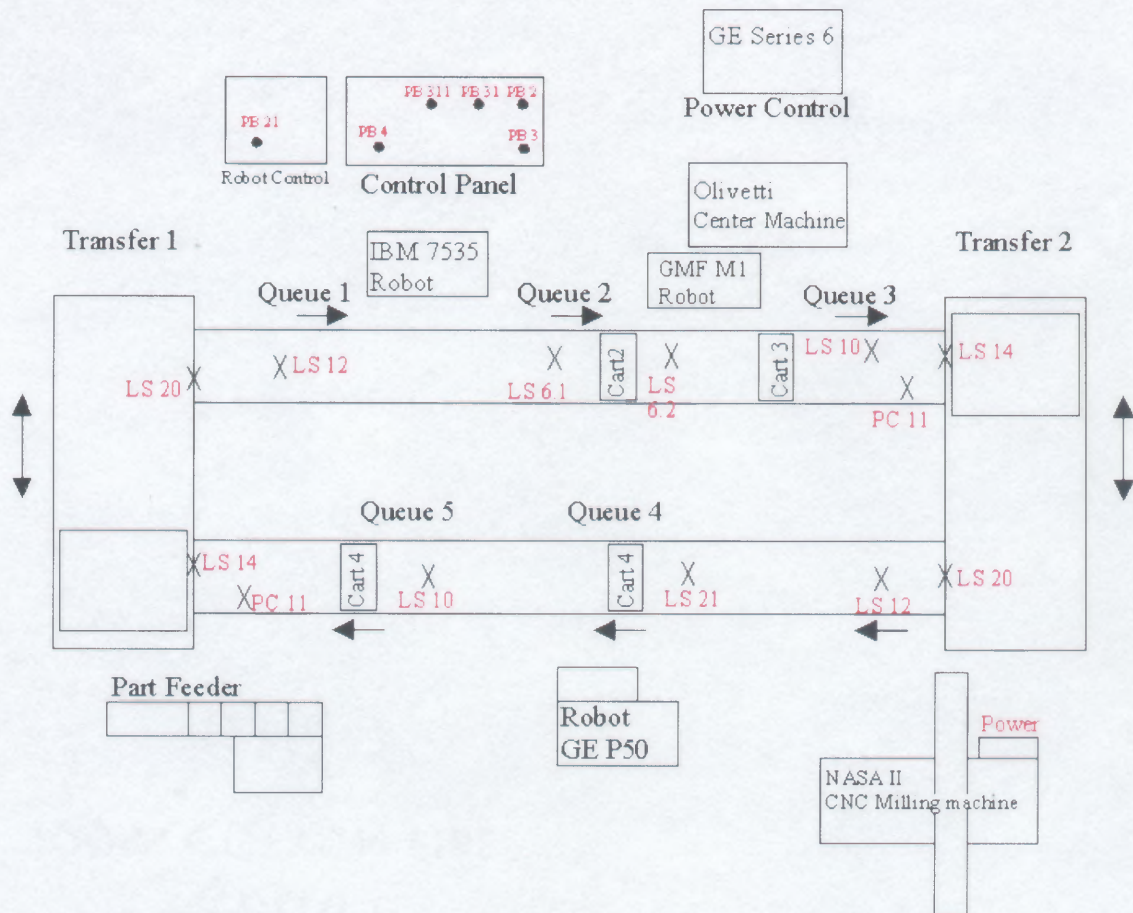 GE Series 6
Power Control
PB 311 PB 31 PB 2
PB 21
PB 4
PB 3
Robot Control
Control Panel
Olivetti
Center Machine
Transfer 1
IBM 7535
Robot
GMF M1
Robot
Transfer 2
Queue 1
Queue 2
Queue 3
LS 20
LS 12
LS 6.1
Cart2
LS
6.2
Cart 3
LS 10
LS 14
PC 11
Queue 5
Queue 4
LS 14
PC 11
Cart 4
LS 10
Cart 4
LS 21
LS 12
LS 20
Part Feeder
Robot
GE P50
Power
NASA II
CNC Milling machine